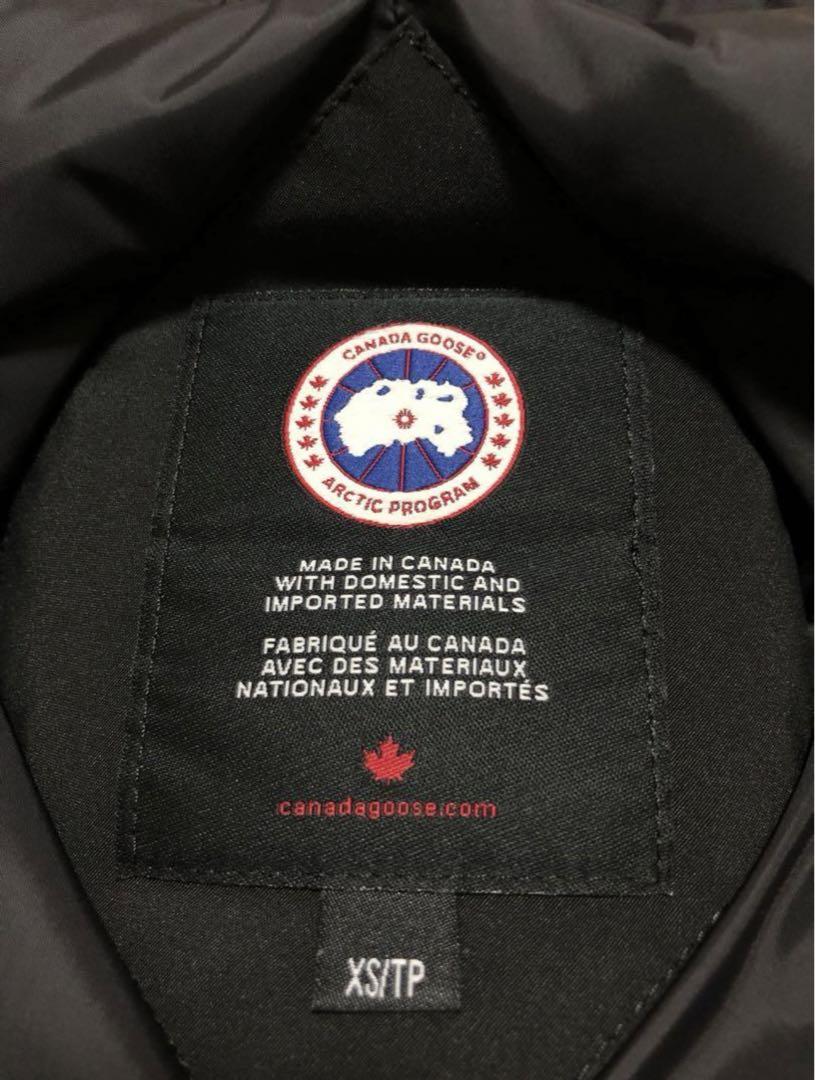 CANADA GOOSE®
ARCTIC PROGRAM
MADE IN CANADA
WITH DOMESTIC AND
IMPORTED MATERIALS
FABRIQUÉ AU CANADA
AVEC DES MATERIAUX
NATIONAUX ET IMPORTÉS
canadagoose.com
XS/TP